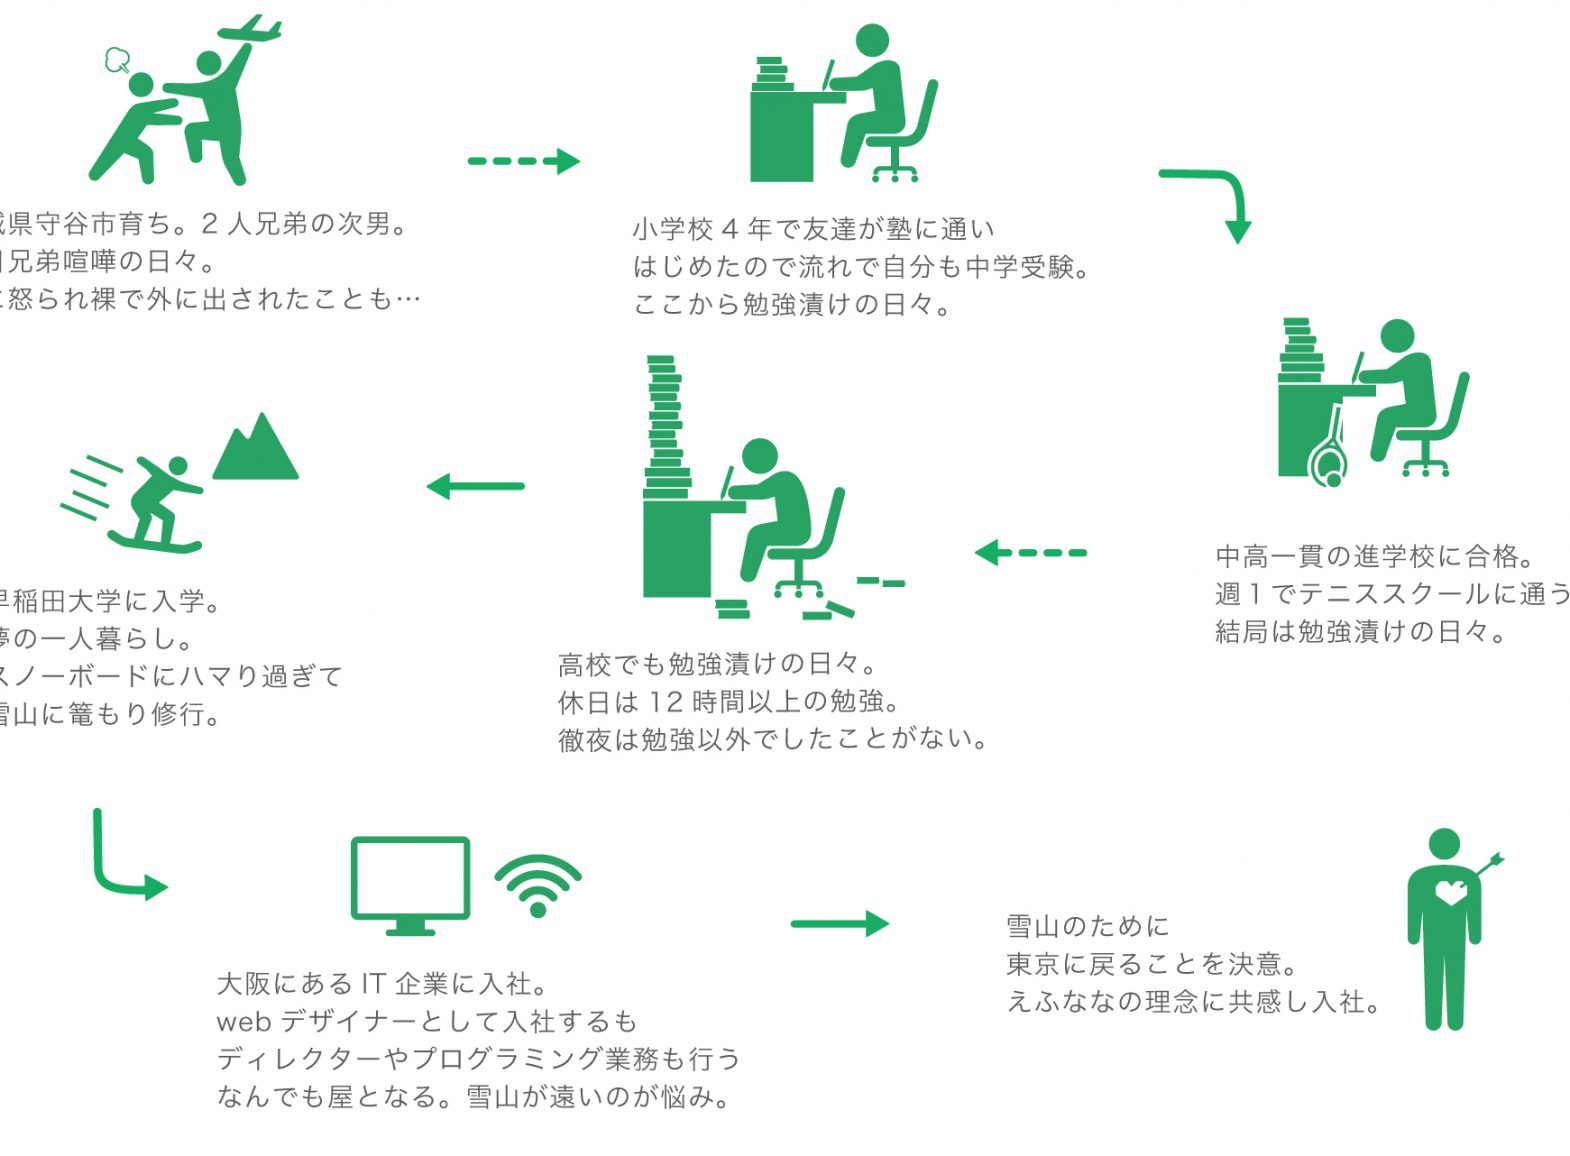 県守谷市育ち。2人兄弟の次男。
兄弟喧嘩の日々。
怒られ裸で外に出されたことも…
小学校4年で友達が塾に通い
はじめたので流れで自分も中学受験。
ここから勉強漬けの日々。
中高一貫の進学校に合格。
週1でテニススクールに通う
結局は勉強漬けの日々。
高校でも勉強漬けの日々。
休日は12時間以上の勉強。
徹夜は勉強以外でしたことがない。
早稲田大学に入学。
夢の一人暮らし。
スノーボードにハマり過ぎて
雪山に篭もり修行。
大阪にあるIT企業に入社。
webデザイナーとして入社するも
ディレクターやプログラミング業務も行う
なんでも屋となる。雪山が遠いのが悩み。
雪山のために
東京に戻ることを決意。
えふななの理念に共感し入社。